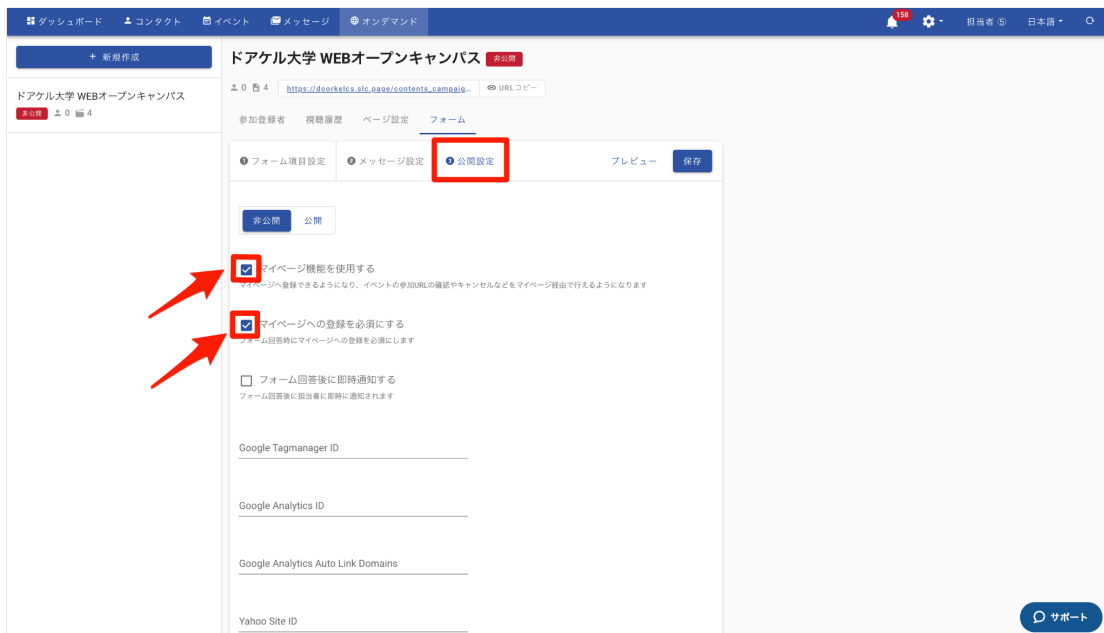 ダッシュボード コンタクト イベント メッセージ オンデマンド 158 担当者 ⑤ 日本語
+ 新規作成
ドアケル大学 WEBオープンキャンパス
非公開 0 4
ドアケル大学 WEBオープンキャンパス 非公開
0 4 https://doorkelcs.slc.page/contents_campaig… URLコピー
参加登録者 視聴履歴 ページ設定 フォーム
❶ フォーム項目設定 ❷ メッセージ設定 ❸ 公開設定 プレビュー 保存
非公開 公開
マイページ機能を使用する
マイページへ登録できるようになり、イベントの参加URLの確認やキャンセルなどをマイページ経由で行えるようになります
マイページへの登録を必須にする
フォーム回答時にマイページへの登録を必須にします
フォーム回答後に即時通知する
フォーム回答後に担当者に即時に通知されます
Google Tagmanager ID
Google Analytics ID
Google Analytics Auto Link Domains
Yahoo Site ID
サポート